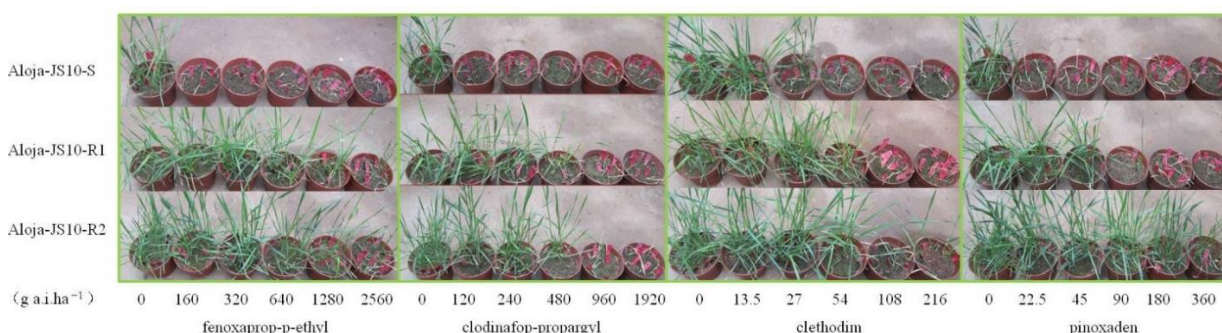 Aloja-JS10-S
Aloja-JS10-R1
Aloja-JS10-R2
(g a.i.ha⁻¹) 0 160 320 640 1280 2560 0 120 240 480 960 1920 0 13.5 27 54 108 216 0 22.5 45 90 180 360
fenoxaprop-p-ethyl clodinafop-propargyl clethodim pinoxaden